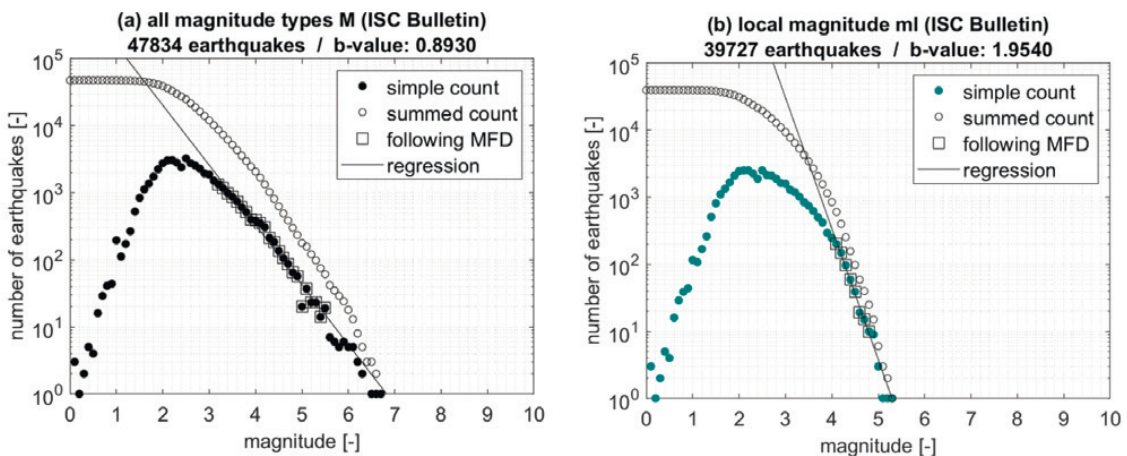 (a) all magnitude types M (ISC Bulletin)
47834 earthquakes / b-value: 0.8930
10^5
10^4
10^3
10^2
10^1
10^0
number of earthquakes [-]
simple count
summed count
following MFD
regression
0 1 2 3 4 5 6 7 8 9 10
magnitude [-]
(b) local magnitude ml (ISC Bulletin)
39727 earthquakes / b-value: 1.9540
10^5
10^4
10^3
10^2
10^1
10^0
number of earthquakes [-]
simple count
summed count
following MFD
regression
0 1 2 3 4 5 6 7 8 9 10
magnitude [-]